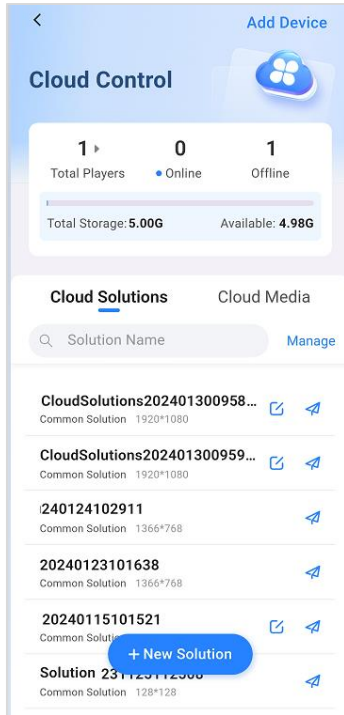 Add Device
Cloud Control
1 0 1
Total Players Online Offline
Total Storage: 5.00G Available: 4.98G
Cloud Solutions Cloud Media
Solution Name Manage
CloudSolutions202401300958...
Common Solution 1920*1080
CloudSolutions202401300959...
Common Solution 1920*1080
240124102911
Common Solution 1366*768
20240123101638
Common Solution 1366*768
20240115101521
Common
+ New Solution
Solution
Common Solution 128*128